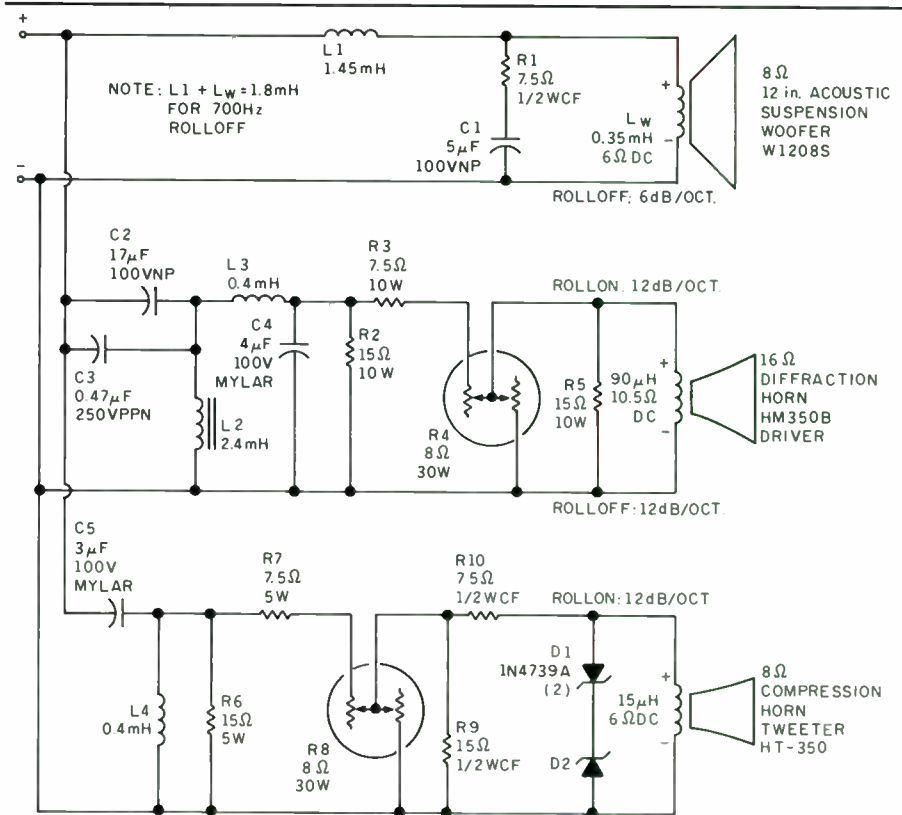 +
L1
1.45mH
NOTE: L1 + LW = 1.8mH
FOR 700Hz
ROLLOFF
R1
7.5Ω
1/2WCF
C1
5µF
100VNP
+
LW
0.35mH
6Ω DC
−
8Ω
12 in. ACOUSTIC
SUSPENSION
WOOFER
W1208S
−
ROLLOFF: 6dB/OCT.
C2
17µF
100VNP
L3
0.4mH
R3
7.5Ω
10W
ROLLON: 12dB/OCT.
C4
4µF
100V
MYLAR
R2
15Ω
10W
C3
0.47µF
250VPPN
L2
2.4mH
R4
8Ω
30W
R5
15Ω
10W
+
90µH
10.5Ω
DC
−
16Ω
DIFFRACTION
HORN
HM350B
DRIVER
ROLLOFF: 12dB/OCT.
C5
3µF
100V
MYLAR
R7
7.5Ω
5W
R10
75Ω
1/2WCF
ROLLON: 12dB/OCT
L4
0.4mH
R6
15Ω
5W
R8
8Ω
30W
R9
15Ω
1/2WCF
D1
1N4739A
(2)
D2
+
15µH
6ΩDC
−
8Ω
COMPRESSION
HORN
TWEETER
HT-350